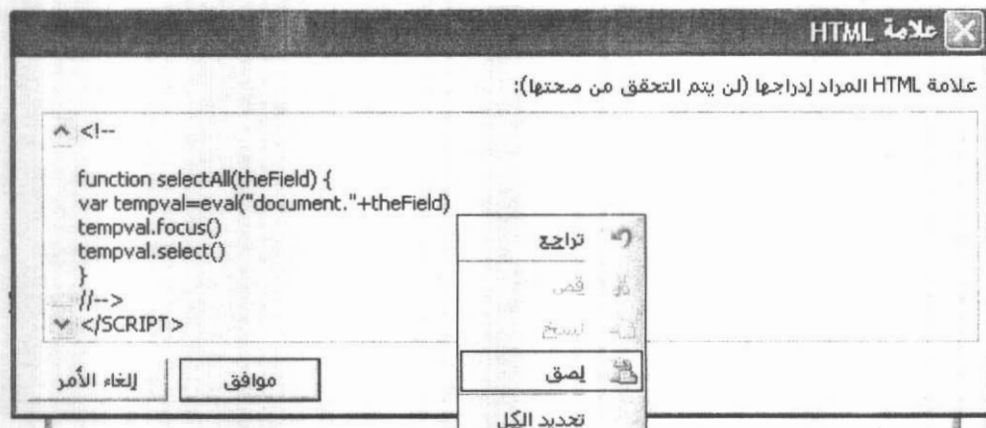 علامة HTML
علامة HTML المراد إدراجها (لن يتم التحقق من صحتها):
<!--
function selectAll(theField) {
var tempval=eval("document."+theField)
tempval.focus()
tempval.select()
}
//-->
</SCRIPT>
تراجع
قص
نسخ
لصق
تحديد الكل
موافق
إلغاء الأمر